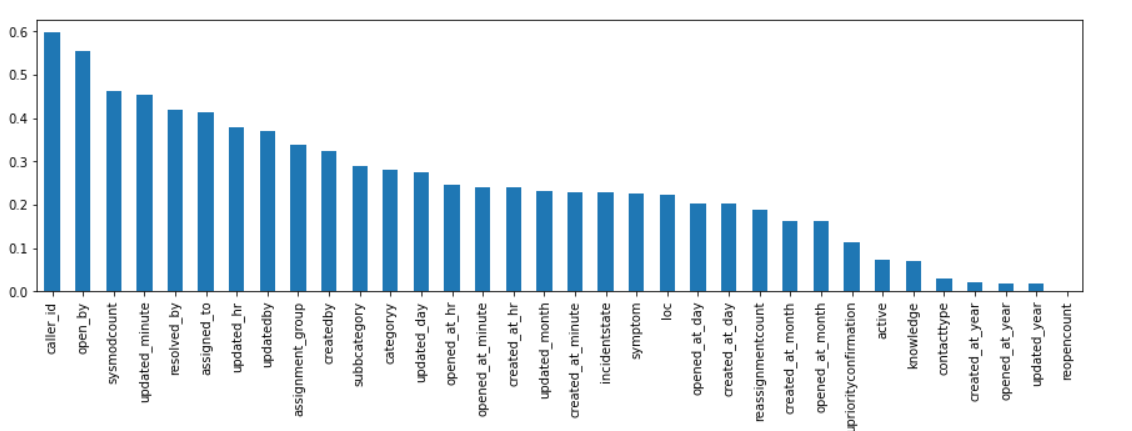 0.6
0.5
0.4
0.3
0.2
0.1
0.0
caller_id
open_by
sysmodcount
updated_minute
resolved_by
assigned_to
updated_hr
updatedby
assignment_group
createdby
subbcategory
categoryy
updated_day
opened_at_hr
opened_at_minute
created_at_hr
updated_month
created_at_minute
incidentstate
symptom
loc
opened_at_day
created_at_day
reassignmentcount
created_at_month
opened_at_month
upriorityconfirmation
active
knowledge
contacttype
created_at_year
opened_at_year
updated_year
reopencount